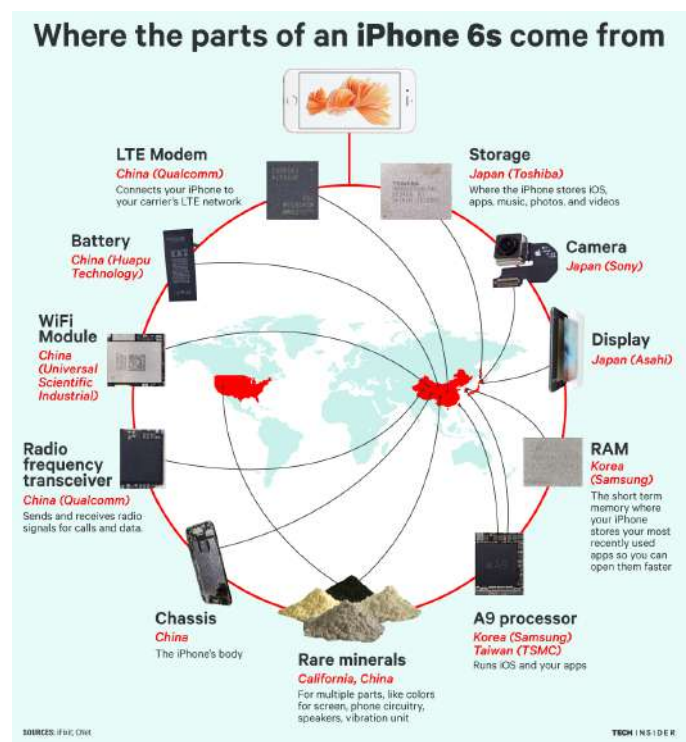 Where the parts of an iPhone 6s come from
LTE Modem
China (Qualcomm)
Connects your iPhone to
your carrier's LTE network
Storage
Japan (Toshiba)
Where the iPhone stores iOS,
apps, music, photos, and videos
Battery
China (Huapu
Technology)
Camera
Japan (Sony)
WiFi
Module
China
(Universal
Scientific
Industrial)
Display
Japan (Asahi)
Radio
frequency
transceiver
China (Qualcomm)
Sends and receives radio
signals for calls and data.
RAM
Korea
(Samsung)
The short term
memory where
your iPhone
stores your most
recently used
apps so you can
open them faster
Chassis
China
The iPhone's body
Rare minerals
California, China
For multiple parts, like colors
for screen, phone circuitry,
speakers, vibration unit
A9 processor
Korea (Samsung)
Taiwan (TSMC)
Runs iOS and your apps
TOSHIBA
A9
SOURCES: iFixit, CNet
TECH INSIDER